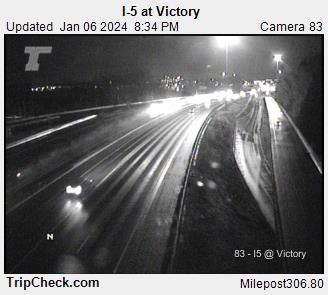 I-5 at Victory
Updated Jan 06 2024 8:34 PM Camera 83
T
N
83 - I5 @ Victory
TripCheck.com Milepost306.80